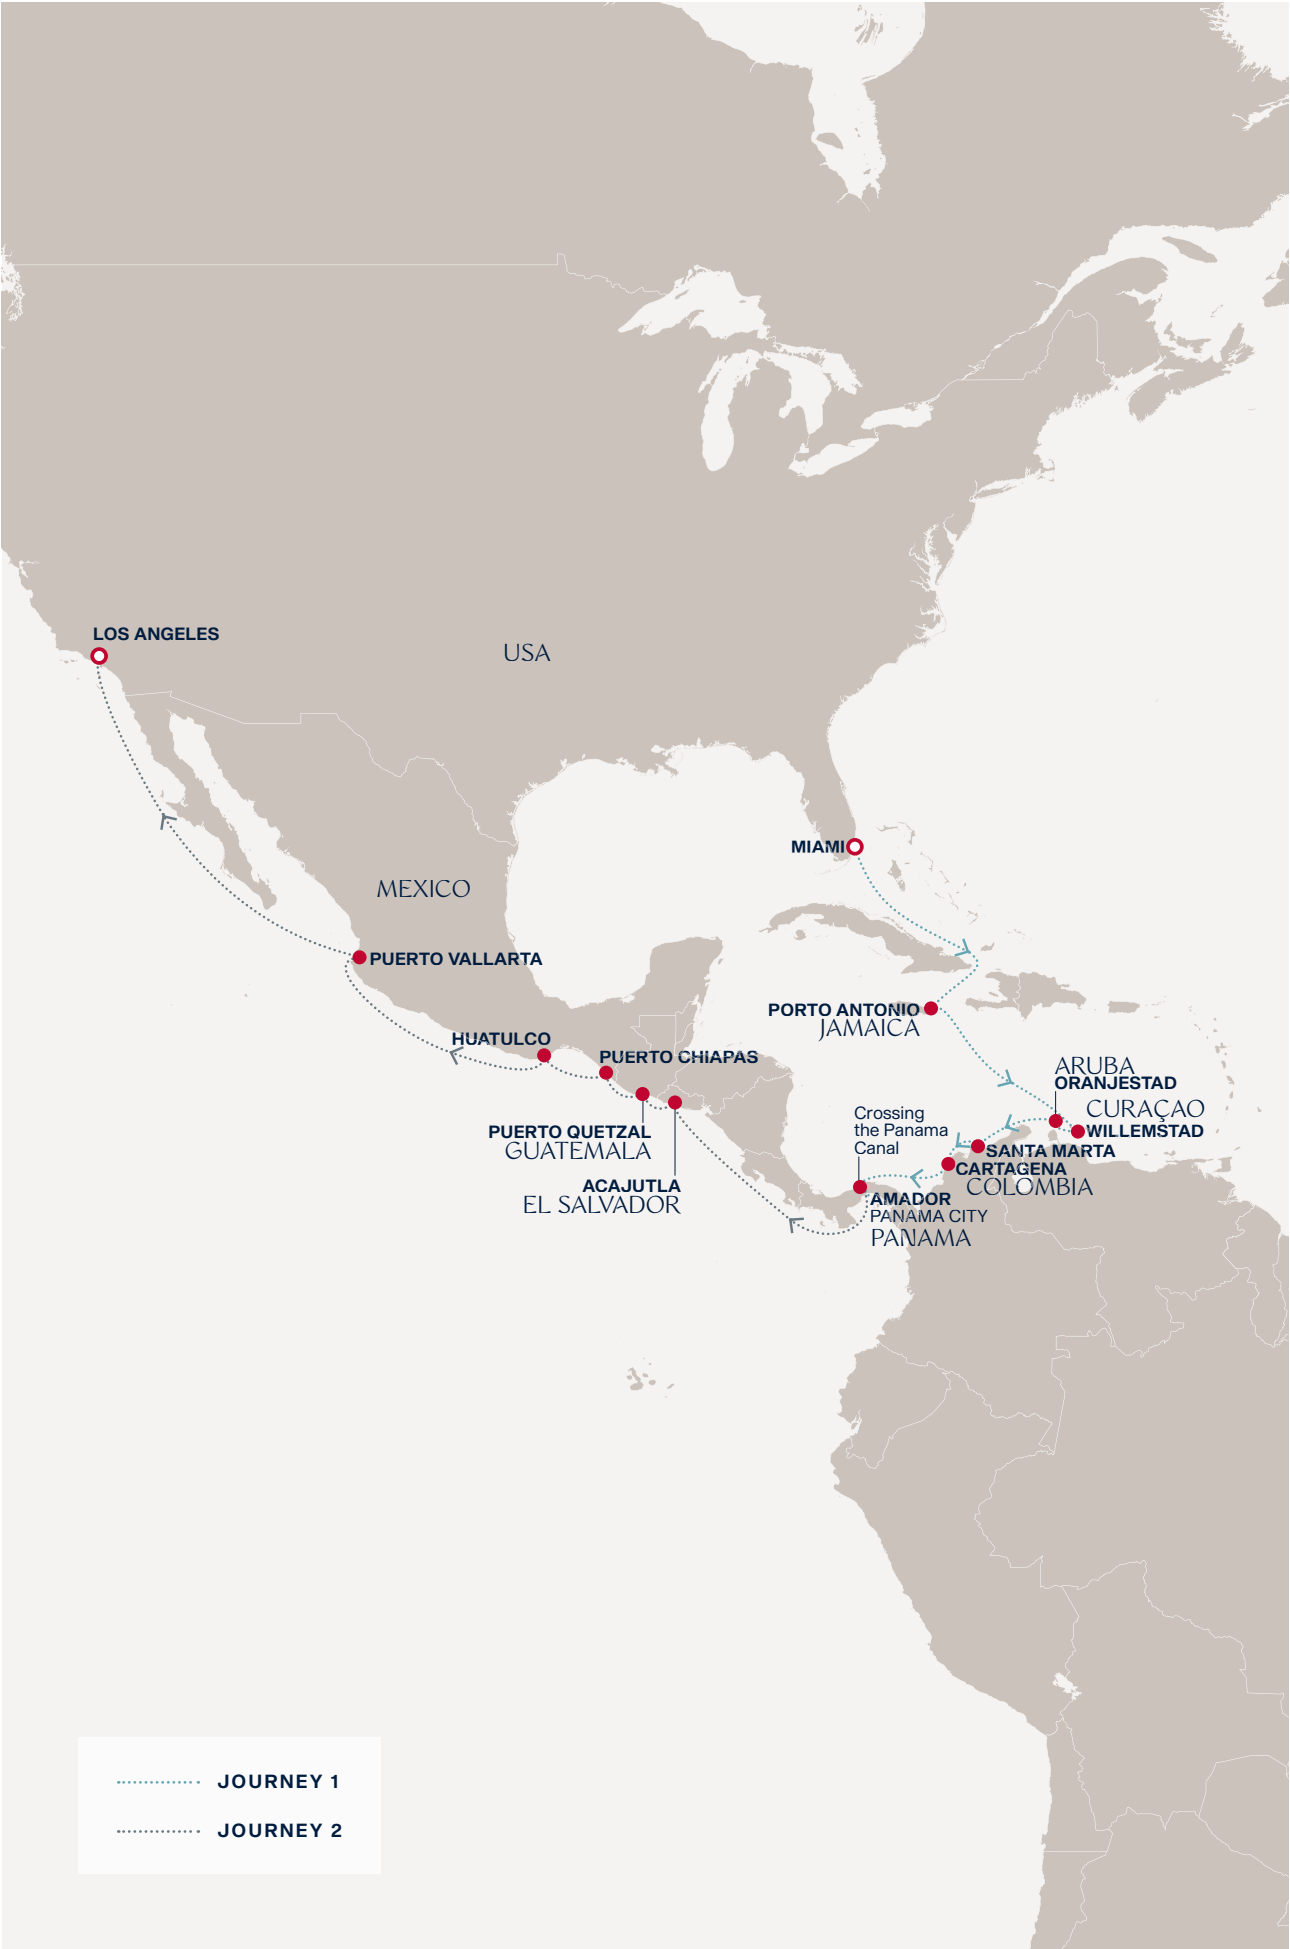 LOS ANGELES
USA
MIAMI
MEXICO
PUERTO VALLARTA
PORTO ANTONIO
JAMAICA
HUATULCO
PUERTO CHIAPAS
ARUBA
ORANJESTAD
CURAÇAO
WILLEMSTAD
Crossing
the Panama
Canal
PUERTO QUETZAL
GUATEMALA
SANTA MARTA
CARTAGENA
COLOMBIA
ACAJUTLA
EL SALVADOR
AMADOR
PANAMA CITY
PANAMA
JOURNEY 1
JOURNEY 2